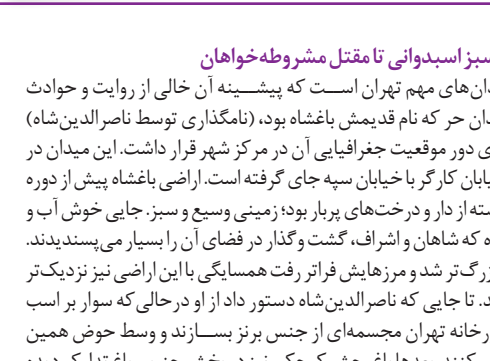 سبز اسبدوانی تا مقتل مشروطه‌خواهان
دان‌های مهم تهران است که پیشینه آن خالی از روایت و حوادث
دان حر که نام قدیمش باغشاه بود، (نامگذاری توسط ناصرالدین‌شاه)
ی دور موقعیت جغرافیایی آن در مرکز شهر قرار داشت. این میدان در
یابان کارگر با خیابان سپه جای گرفته است. اراضی باغشاه پیش از دوره
سته از دار و درخت‌های پربار بود؛ زمینی وسیع و سبز. جایی خوش آب و
ه که شاهان و اشراف، گشت و گذار در فضای آن را بسیار می‌پسندیدند.
زرگ‌تر شد و مرزهایش فراتر رفت همسایگی با این اراضی نیز نزدیک‌تر
د. تا جایی که ناصرالدین‌شاه دستور داد از او درحالی‌که سوار بر اسب
رخانه تهران مجسمه‌ای از جنس برنز بسازند و وسط حوض همین